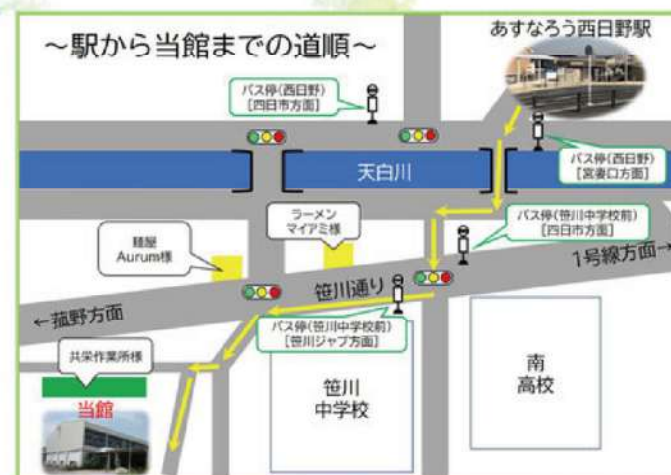 ～駅から当館までの道順～
あすなろう西日野駅
バス停(西日野)
[四日市方面]
バス停(西日野)
[宮妻口方面]
天白川
ラーメン
マイアミ様
バス停(笹川中学校前)
[四日市方面]
麺屋
Aurum様
1号線方面→
笹川通り
←菰野方面
バス停(笹川中学校前)
[笹川ジャブ方面]
共栄作業所様
当館
笹川
中学校
南
高校